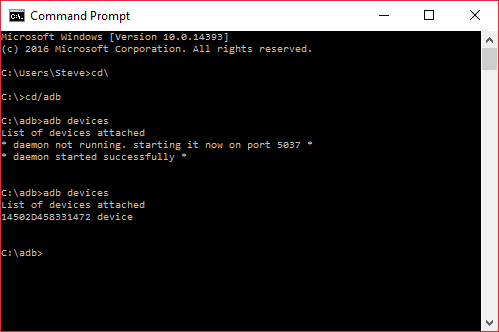 Command Prompt
Microsoft Windows [Version 10.0.14393]
(c) 2016 Microsoft Corporation. All rights reserved.
C:\Users\Steve>cd\
C:\>cd/adb
C:\adb>adb devices
List of devices attached
* daemon not running. starting it now on port 5037 *
* daemon started successfully *
C:\adb>adb devices
List of devices attached
14502D458331472 device
C:\adb>